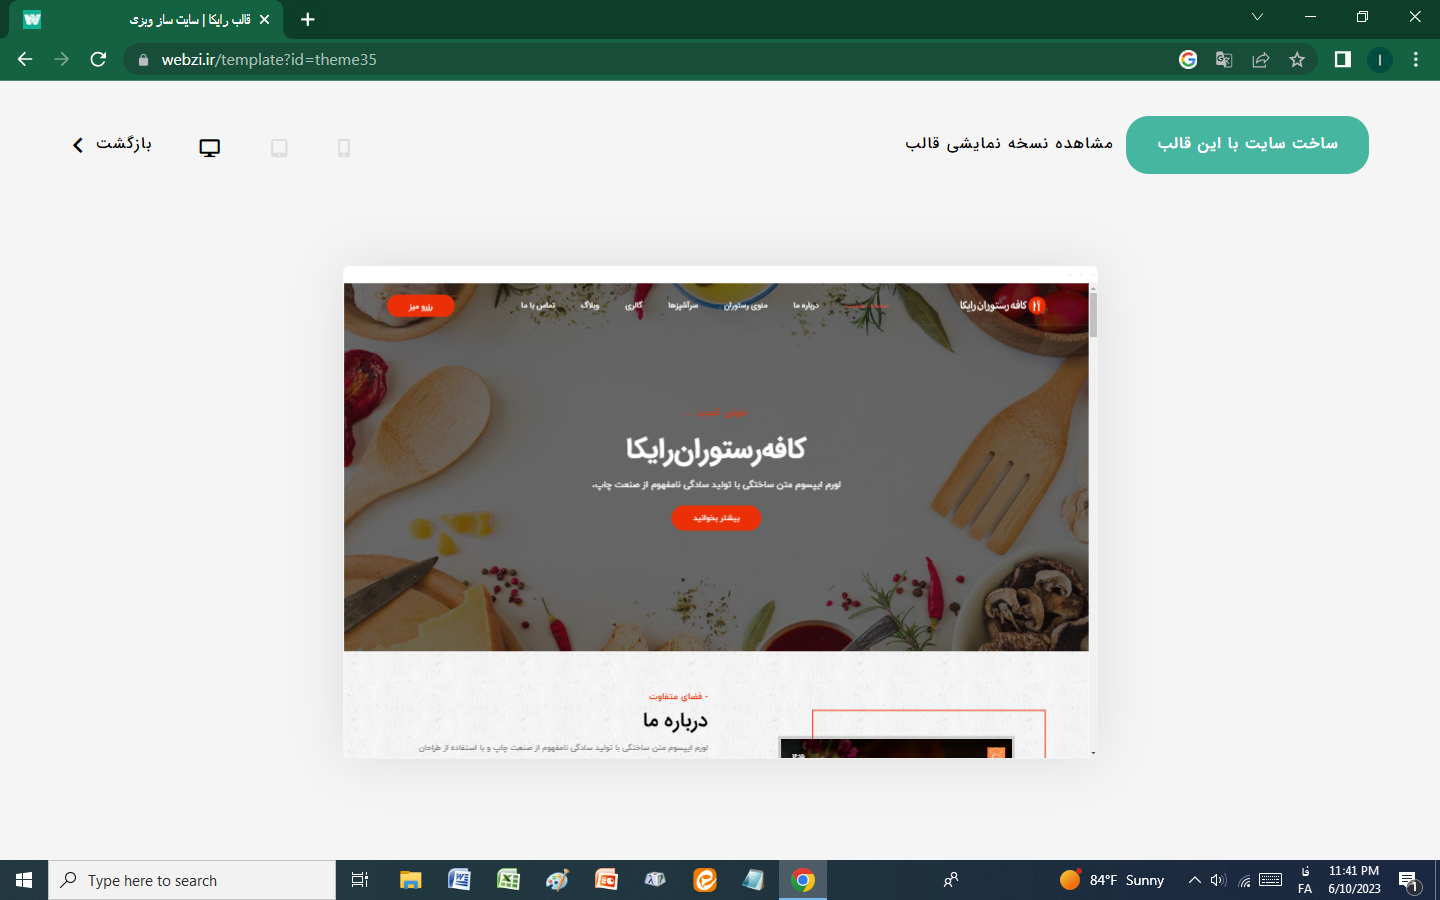 قالب رایکا | سایت ساز وبزی
webzi.ir/template?id=theme35
ساخت سایت با این قالب
مشاهده نسخه نمایشی قالب
بازگشت
کافه رستوران رایکا
درباره ما
منوی رستوران
سرآشپزها
گالری
وبلاگ
تماس با ما
رزرو میز
کافه‌رستوران‌رایکا
لورم ایپسوم متن ساختگی با تولید سادگی نامفهوم از صنعت چاپ.
بیشتر بخوانید
- فضای متفاوت
درباره ما
لورم ایپسوم متن ساختگی با تولید سادگی نامفهوم از صنعت چاپ و با استفاده از طراحان
Type here to search
84°F Sunny
فا
FA
11:41 PM
6/10/2023
1